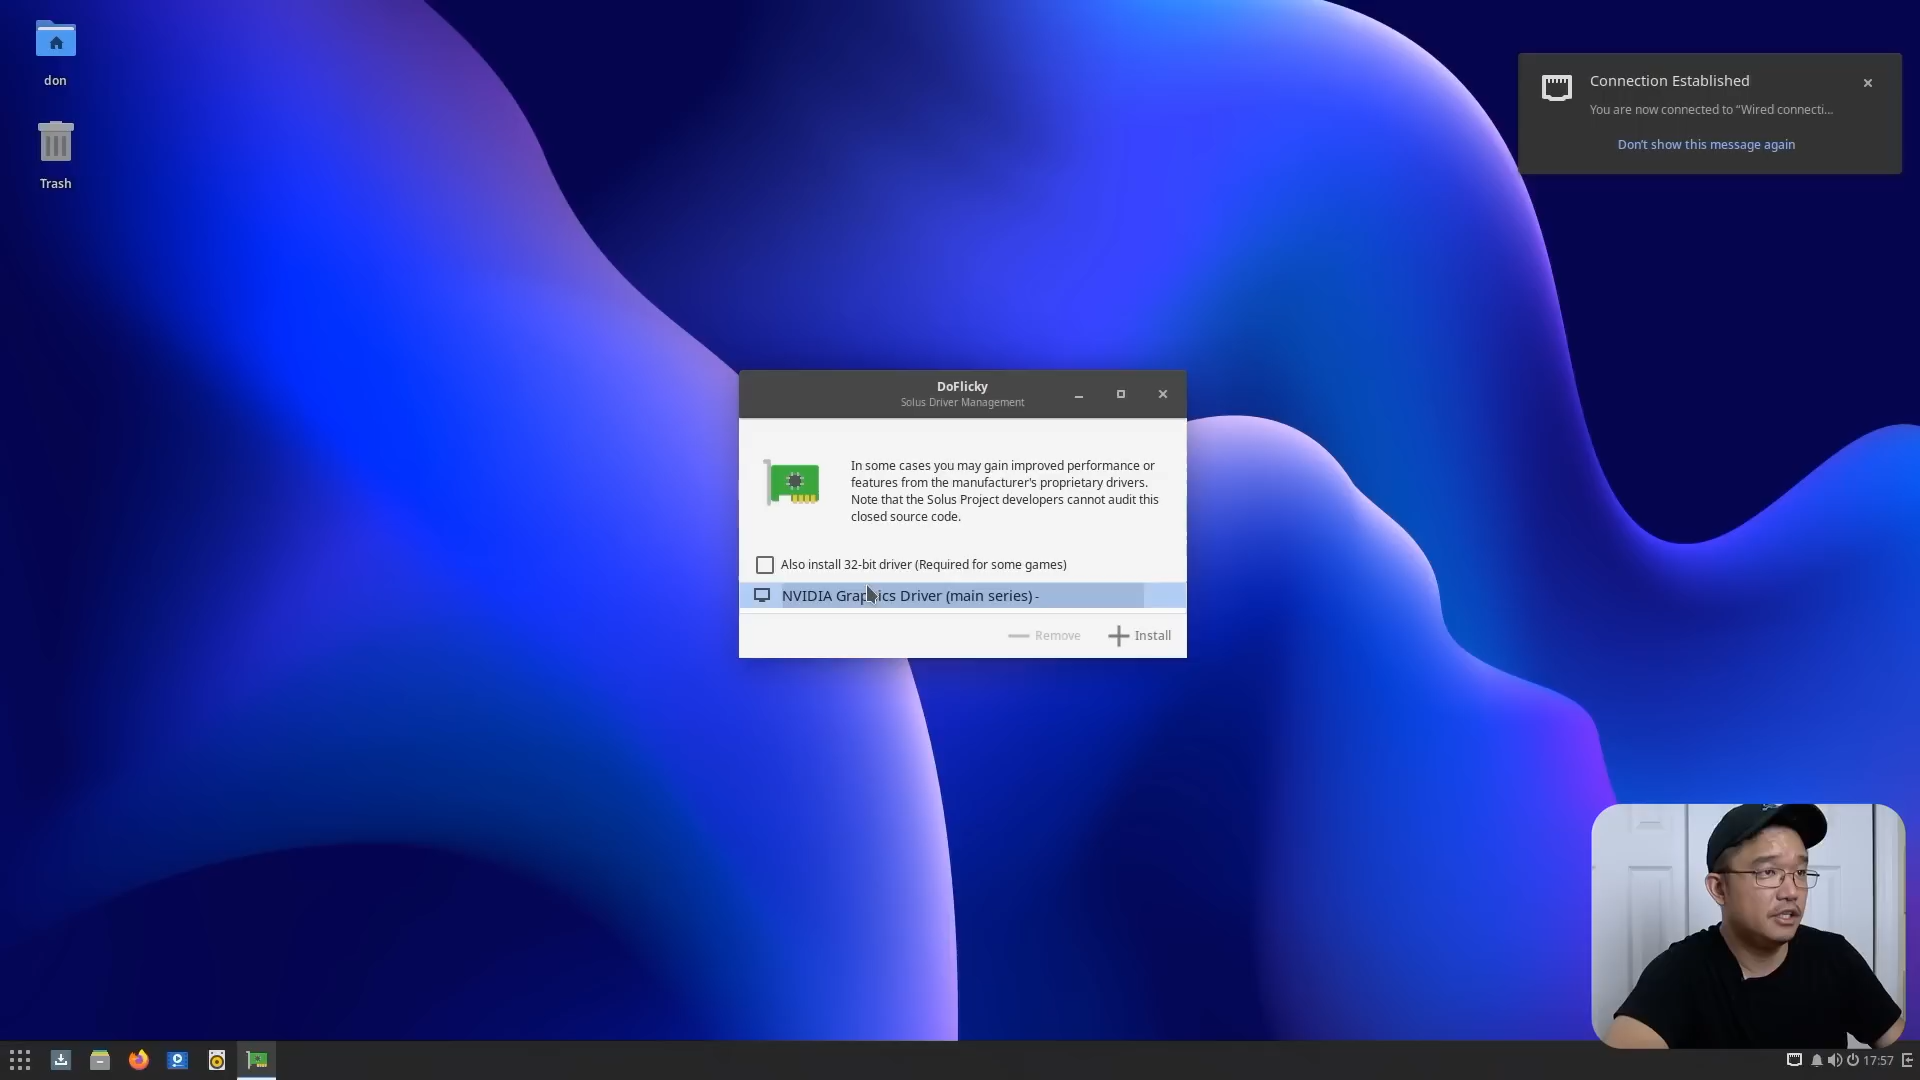 don
Trash
Connection Established
You are now connected to “Wired connecti...
Don't show this message again
DoFlicky
Solus Driver Management
In some cases you may gain improved performance or
features from the manufacturer's proprietary drivers.
Note that the Solus Project developers cannot audit this
closed source code.
Also install 32-bit driver (Required for some games)
NVIDIA Graphics Driver (main series) -
Remove
Install
17:57